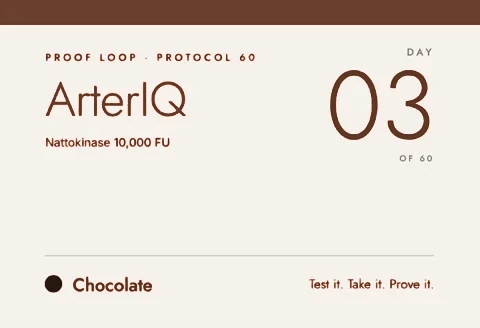 PROOF LOOP · PROTOCOL 60
ArterIQ
Nattokinase 10,000 FU
DAY
03
OF 60
Chocolate
Test it. Take it. Prove it.